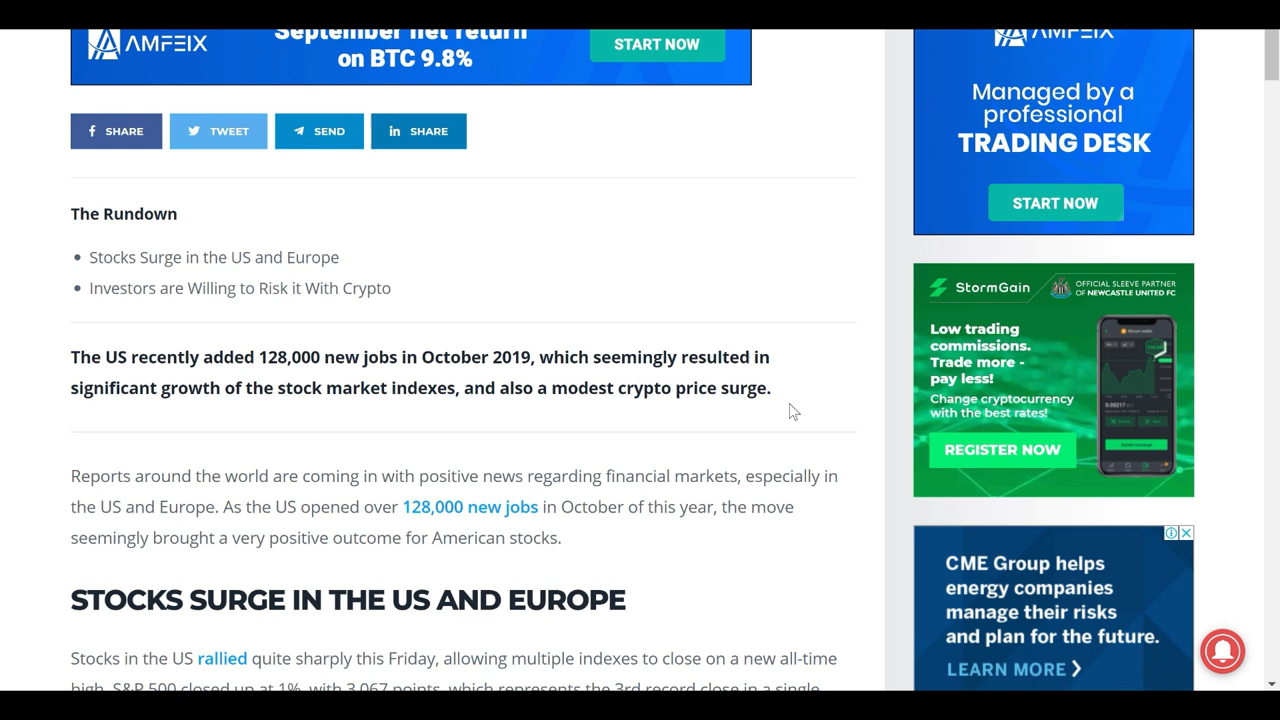 AMFEIX
September net return
on BTC 9.8%
START NOW
SHARE
TWEET
SEND
SHARE
The Rundown
Stocks Surge in the US and Europe
Investors are Willing to Risk it With Crypto
The US recently added 128,000 new jobs in October 2019, which seemingly resulted in
significant growth of the stock market indexes, and also a modest crypto price surge.
Reports around the world are coming in with positive news regarding financial markets, especially in
the US and Europe. As the US opened over 128,000 new jobs in October of this year, the move
seemingly brought a very positive outcome for American stocks.
STOCKS SURGE IN THE US AND EUROPE
Stocks in the US rallied quite sharply this Friday, allowing multiple indexes to close on a new all-time
high. S&P 500 closed up at 1%, with 3,067 points, which represents the 3rd record close in a single
AMFEIX
Managed by a
professional
TRADING DESK
START NOW
StormGain
OFFICIAL SLEEVE PARTNER
OF NEWCASTLE UNITED FC
Low trading
commissions.
Trade more -
pay less!
Change cryptocurrency
with the best rates!
REGISTER NOW
CME Group helps
energy companies
manage their risks
and plan for the future.
LEARN MORE